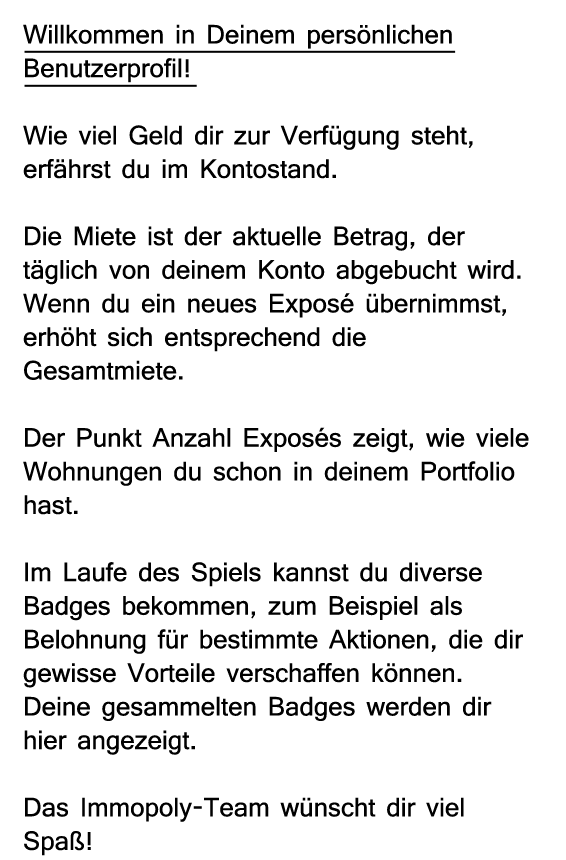 Willkommen in Deinem persönlichen
Benutzerprofil!
Wie viel Geld dir zur Verfügung steht,
erfährst du im Kontostand.
Die Miete ist der aktuelle Betrag, der
täglich von deinem Konto abgebucht wird.
Wenn du ein neues Exposé übernimmst,
erhöht sich entsprechend die
Gesamtmiete.
Der Punkt Anzahl Exposés zeigt, wie viele
Wohnungen du schon in deinem Portfolio
hast.
Im Laufe des Spiels kannst du diverse
Badges bekommen, zum Beispiel als
Belohnung für bestimmte Aktionen, die dir
gewisse Vorteile verschaffen können.
Deine gesammelten Badges werden dir
hier angezeigt.
Das Immopoly-Team wünscht dir viel
Spaß!